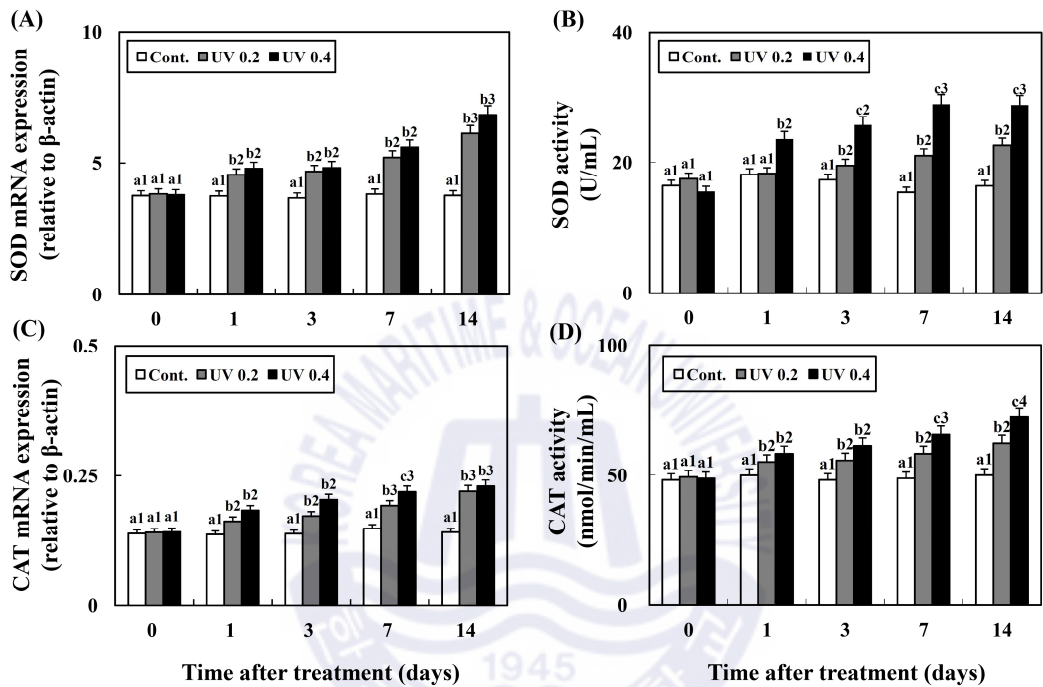 (A)
10
Cont. UV 0.2 UV 0.4
SOD mRNA expression
(relative to β-actin)
5
0
a1 a1 a1
a1 b2 b2
a1 b2 b2
a1 b2 b2
a1 b3 b3
0 1 3 7 14
(B)
40
Cont. UV 0.2 UV 0.4
SOD activity
(U/mL)
20
0
a1 a1 a1
a1 a1 b2
a1 b2 c2
a1 b2 c3
a1 b2 c3
0 1 3 7 14
(C)
0.5
Cont. UV 0.2 UV 0.4
CAT mRNA expression
(relative to β-actin)
0.25
0
a1 a1 a1
a1 b2 b2
a1 b2 b2
a1 b3 c3
a1 b3 b3
0 1 3 7 14
Time after treatment (days)
(D)
100
Cont. UV 0.2 UV 0.4
CAT activity
(nmol/min/mL)
50
0
a1 a1 a1
a1 b2 b2
a1 b2 b2
a1 b2 c3
a1 b2 c4
0 1 3 7 14
Time after treatment (days)
KOREA MARITIME & OCEAN UNIVERSITY
1945